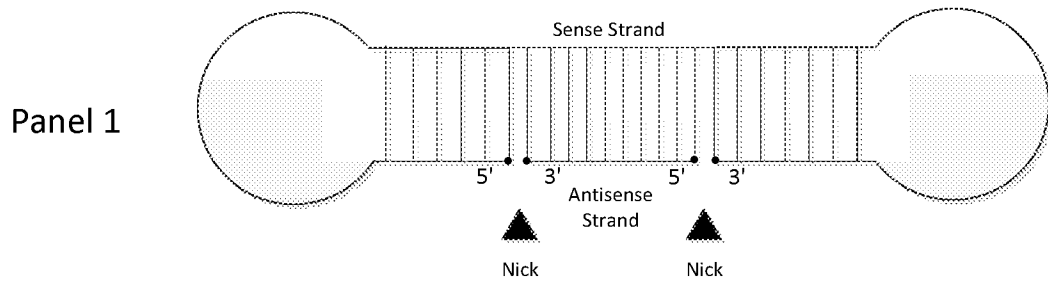 Sense Strand
Panel 1
5' 3' 5' 3'
Antisense
Strand
Nick Nick